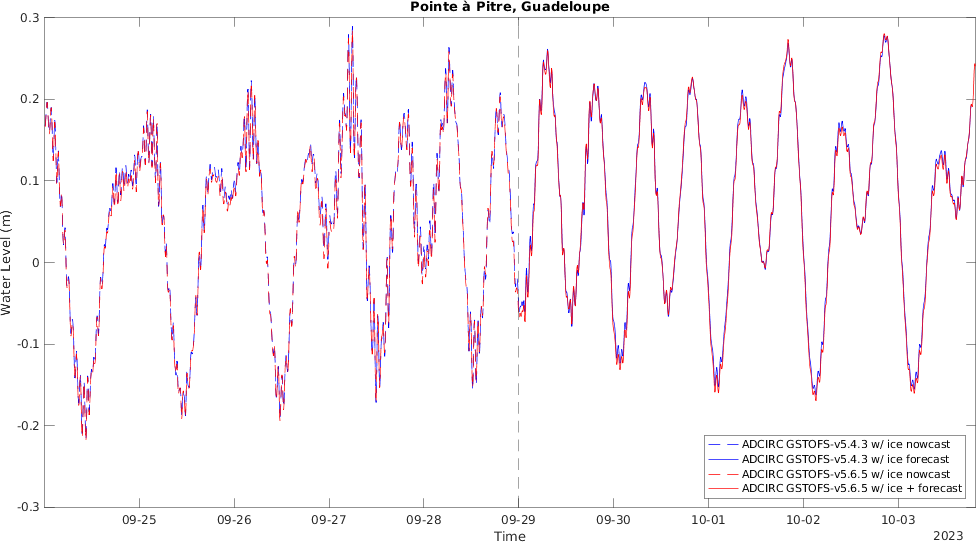 Pointe à Pitre, Guadeloupe
0.3
0.2
0.1
0
-0.1
-0.2
-0.3
Water Level (m)
ADCIRC GSTOFS-v5.4.3 w/ ice nowcast
ADCIRC GSTOFS-v5.4.3 w/ ice forecast
ADCIRC GSTOFS-v5.6.5 w/ ice nowcast
ADCIRC GSTOFS-v5.6.5 w/ ice + forecast
09-25 09-26 09-27 09-28 09-29 09-30 10-01 10-02 10-03
Time
2023